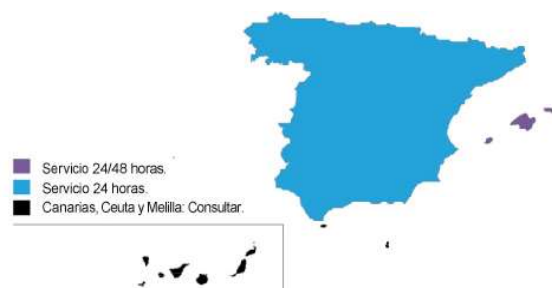 Servicio 24/48 horas.
Servicio 24 horas.
Canarias, Ceuta y Melilla: Consultar.